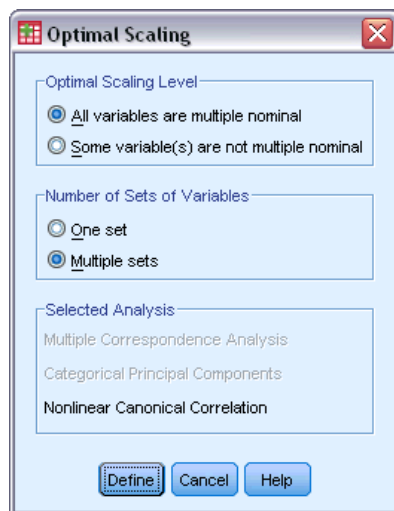 Optimal Scaling
Optimal Scaling Level
All variables are multiple nominal
Some variable(s) are not multiple nominal
Number of Sets of Variables
One set
Multiple sets
Selected Analysis
Multiple Correspondence Analysis
Categorical Principal Components
Nonlinear Canonical Correlation
Define Cancel Help